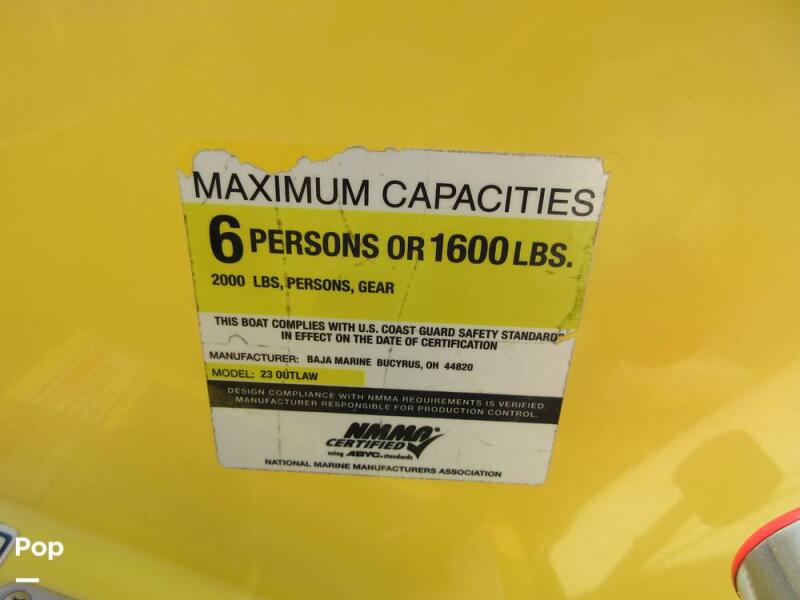 MAXIMUM CAPACITIES
6 PERSONS OR 1600 LBS.
2000 LBS, PERSONS, GEAR
THIS BOAT COMPLIES WITH U.S. COAST GUARD SAFETY STANDARD
IN EFFECT ON THE DATE OF CERTIFICATION
MANUFACTURER: BAJA MARINE BUCYRUS, OH 44820
MODEL: 23 OUTLAW
DESIGN COMPLIANCE WITH NMMA REQUIREMENTS IS VERIFIED.
MANUFACTURER RESPONSIBLE FOR PRODUCTION CONTROL.
NMMA®
CERTIFIED
using ABYC® standards
NATIONAL MARINE MANUFACTURERS ASSOCIATION
Pop